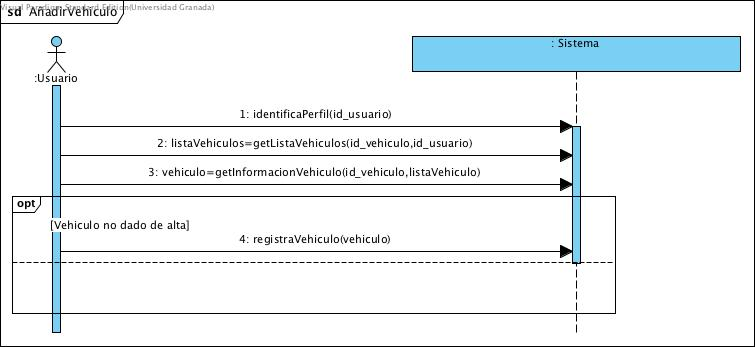 Visual Paradigm Standard Edition(Universidad Granada)
sd AñadirVehiculo
:Usuario
: Sistema
1: identificaPerfil(id_usuario)
2: listaVehiculos=getListaVehiculos(id_vehiculo,id_usuario)
3: vehiculo=getInformacionVehiculo(id_vehiculo,listaVehiculo)
opt
[Vehiculo no dado de alta]
4: registraVehiculo(vehiculo)